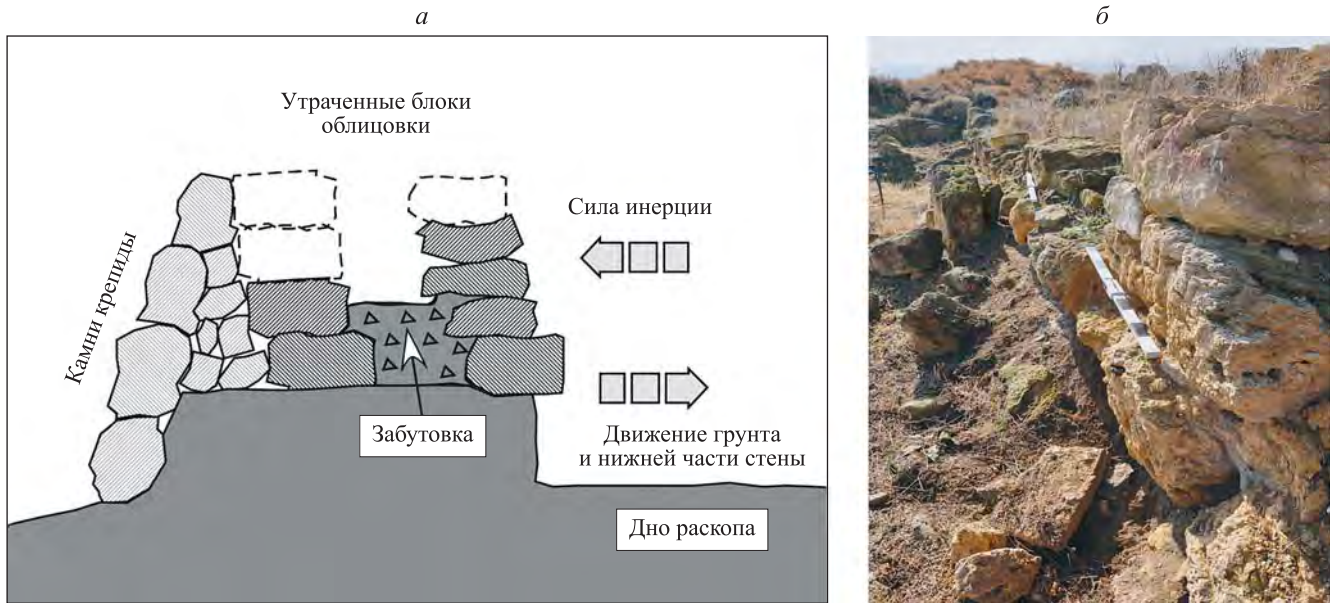 а
б
Утраченные блоки
облицовки
Камни крепиды
Сила инерции
Забутовка
Движение грунта
и нижней части стены
Дно раскопа